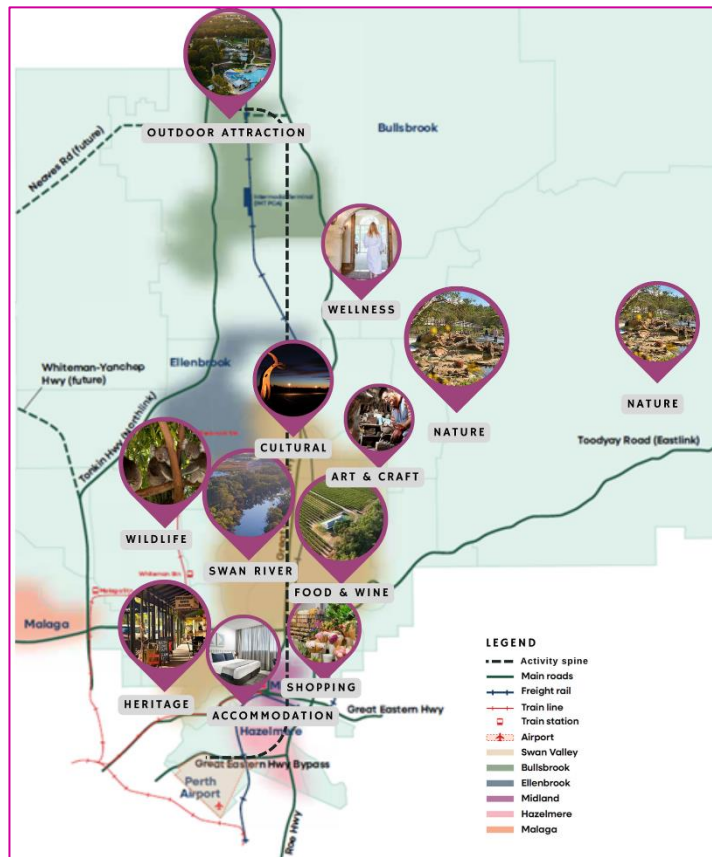 OUTDOOR ATTRACTION
Bullsbrook
Neaves Rd (future)
WELLNESS
Ellenbrook
Whiteman-Yanchep
Hwy (future)
Tonkin Hwy (Northlink)
CULTURAL
ART & CRAFT
NATURE
NATURE
Toodyay Road (Eastlink)
WILDLIFE
SWAN RIVER
FOOD & WINE
Whiteman Stn
Malaga
HERITAGE
ACCOMMODATION
SHOPPING
Great Eastern Hwy
Hazelmere
Great Eastern Hwy Bypass
Perth
Airport
Roe Hwy
LEGEND
Activity spine
Main roads
Freight rail
Train line
Train station
Airport
Swan Valley
Bullsbrook
Ellenbrook
Midland
Hazelmere
Malaga